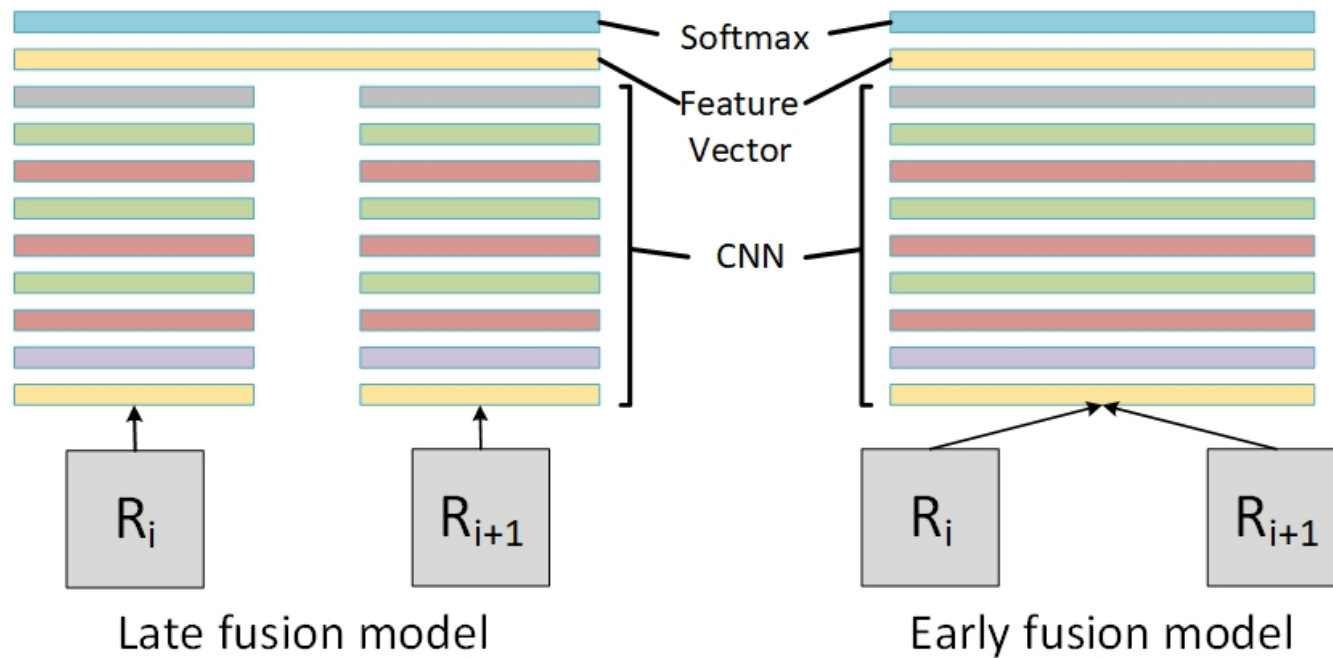 Softmax
Feature
Vector
CNN
Rᵢ
Rᵢ₊₁
Rᵢ
Rᵢ₊₁
Late fusion model
Early fusion model